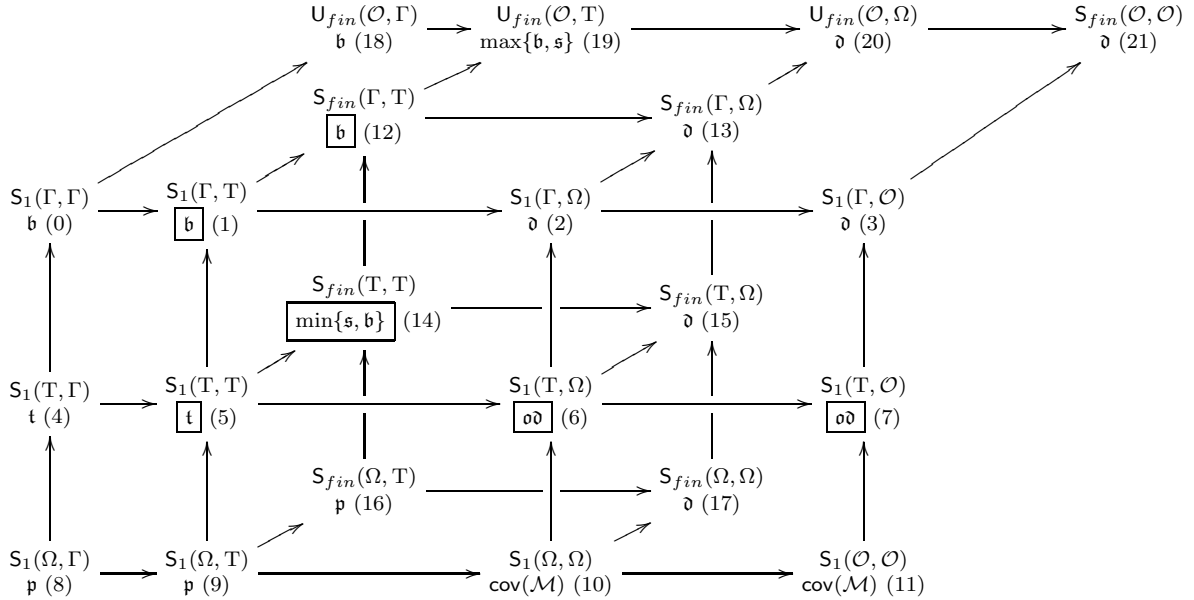 U_fin(𝒪, Γ) U_fin(𝒪, T) U_fin(𝒪, Ω) S_fin(𝒪, 𝒪)
𝔟 (18) max{𝔟, 𝔰} (19) 𝔡 (20) 𝔡 (21)
S_fin(Γ, T) S_fin(Γ, Ω)
𝔟 (12) 𝔡 (13)
S_1(Γ, Γ) S_1(Γ, T) S_1(Γ, Ω) S_1(Γ, 𝒪)
𝔟 (0) 𝔟 (1) 𝔡 (2) 𝔡 (3)
S_fin(T, T) S_fin(T, Ω)
min{𝔰, 𝔟} (14) 𝔡 (15)
S_1(T, Γ) S_1(T, T) S_1(T, Ω) S_1(T, 𝒪)
𝔱 (4) 𝔱 (5) 𝔬𝔡 (6) 𝔬𝔡 (7)
S_fin(Ω, T) S_fin(Ω, Ω)
𝔭 (16) 𝔡 (17)
S_1(Ω, Γ) S_1(Ω, T) S_1(Ω, Ω) S_1(𝒪, 𝒪)
𝔭 (8) 𝔭 (9) cov(ℳ) (10) cov(ℳ) (11)